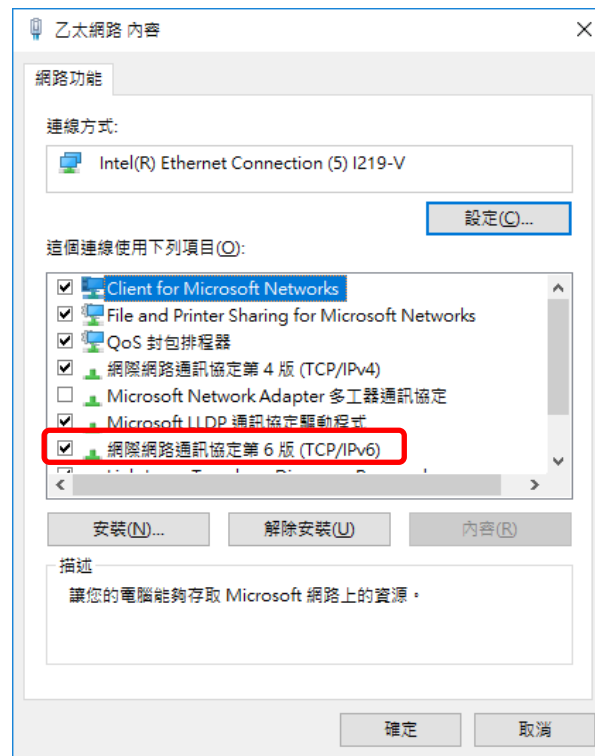 乙太網路 內容
網路功能
連線方式:
Intel(R) Ethernet Connection (5) I219-V
設定(C)...
這個連線使用下列項目(O):
Client for Microsoft Networks
File and Printer Sharing for Microsoft Networks
QoS 封包排程器
網際網路通訊協定第 4 版 (TCP/IPv4)
Microsoft Network Adapter 多工器通訊協定
Microsoft LLDP 通訊協定驅動程式
網際網路通訊協定第 6 版 (TCP/IPv6)
安裝(N)...
解除安裝(U)
內容(R)
描述
讓您的電腦能夠存取 Microsoft 網路上的資源。
確定
取消